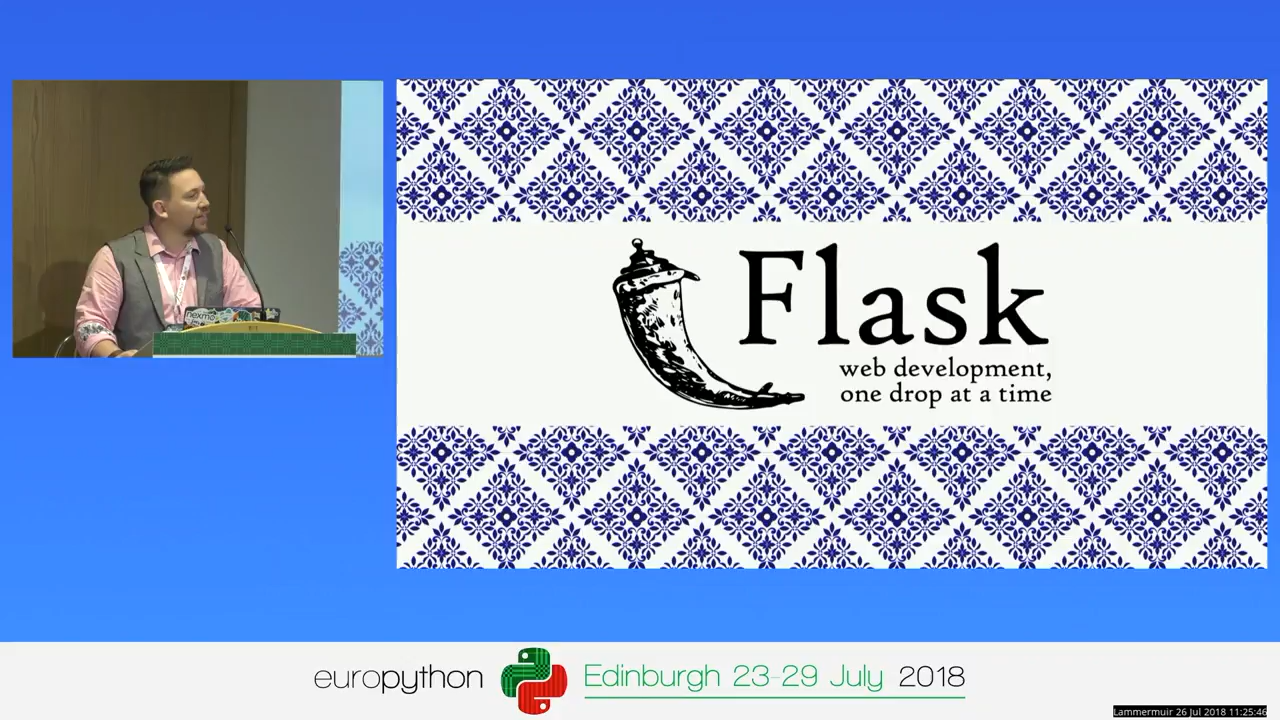 nexmo
Flask
web development,
one drop at a time
europython
Edinburgh 23-29 July 2018
Lammermuir 26 Jul 2018 11:25:46